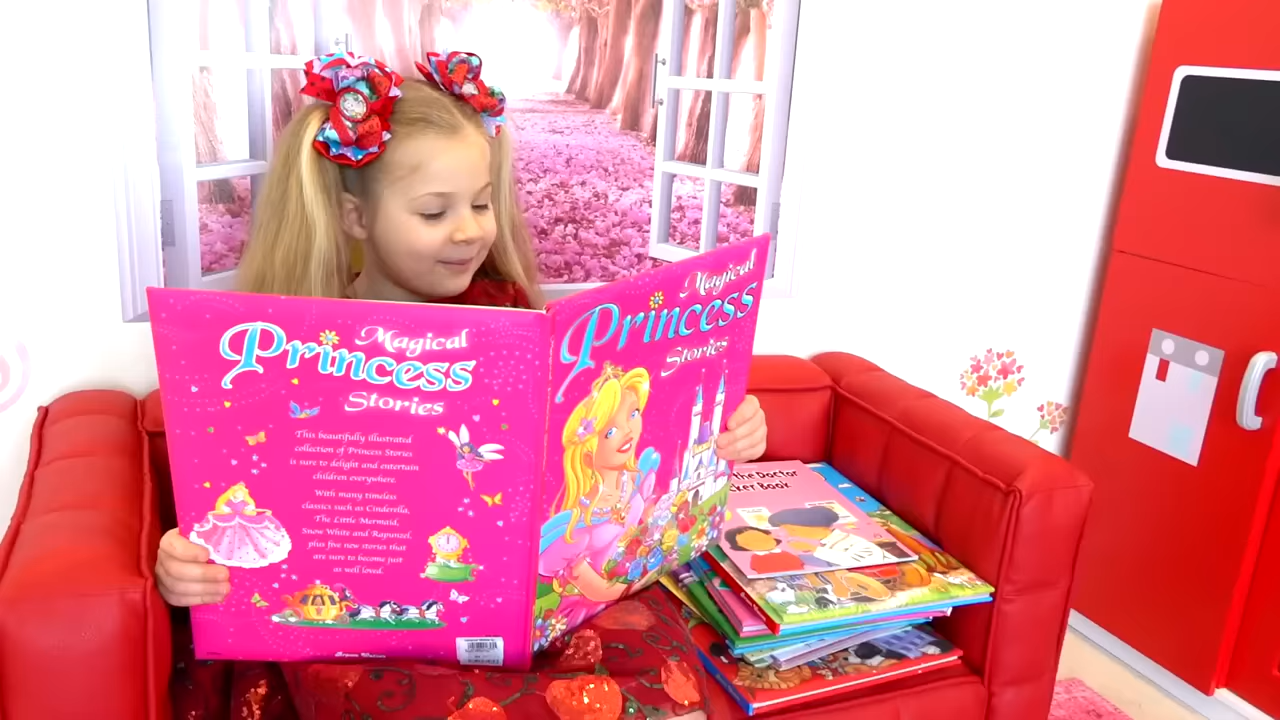 Magical
Princess
Stories
This beautifully illustrated
collection of Princess Stories
is sure to delight and entertain
children everywhere.
With many timeless
classics such as Cinderella,
The Little Mermaid,
Snow White and Rapunzel,
plus five new stories that
are sure to become just
as well loved.
Brown Watson
Magical
Princess
Stories
the Doctor
Book